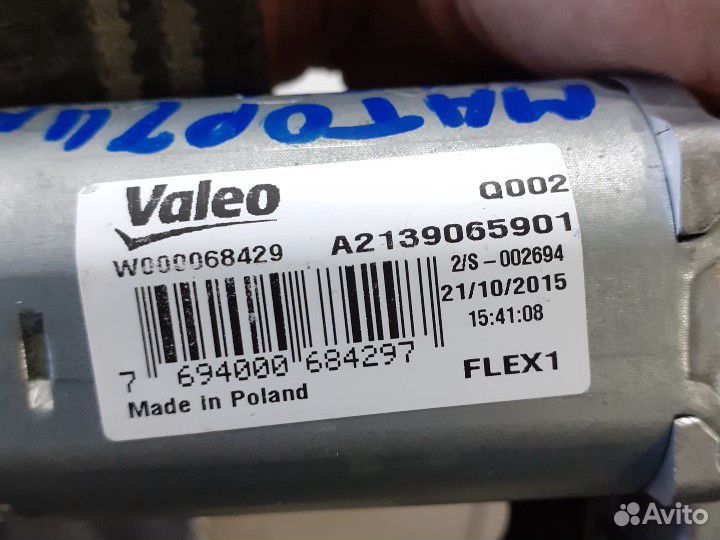 МАТОР
Valeo
Q002
W000068429
A2139065901
2/S-002694
21/10/2015
15:41:08
7 694000 684297
FLEX1
Made in Poland
Avito